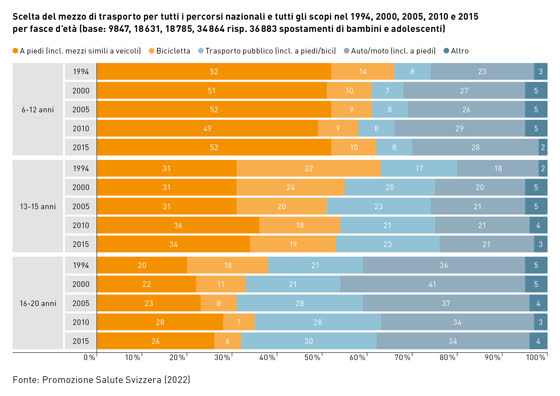 Scelta del mezzo di trasporto per tutti i percorsi nazionali e tutti gli scopi nel 1994, 2000, 2005, 2010 e 2015
per fasce d'età (base: 9847, 18 631, 18 785, 34 864 risp. 36 883 spostamenti di bambini e adolescenti)
A piedi (incl. mezzi simili a veicoli) Bicicletta Trasporto pubblico (incl. a piedi/bici) Auto/moto (incl. a piedi) Altro
6-12 anni
1994 52 14 8 23 3
2000 51 10 7 27 5
2005 52 9 8 26 5
2010 49 9 8 29 5
2015 52 10 8 28 2
13-15 anni
1994 31 32 17 18 2
2000 31 24 20 20 5
2005 31 20 23 21 5
2010 36 18 21 21 4
2015 34 19 23 21 3
16-20 anni
1994 20 18 21 36 5
2000 22 11 21 41 5
2005 23 8 28 37 4
2010 28 7 28 34 3
2015 26 6 30 34 4
0% 10% 20% 30% 40% 50% 60% 70% 80% 90% 100%
Fonte: Promozione Salute Svizzera (2022)